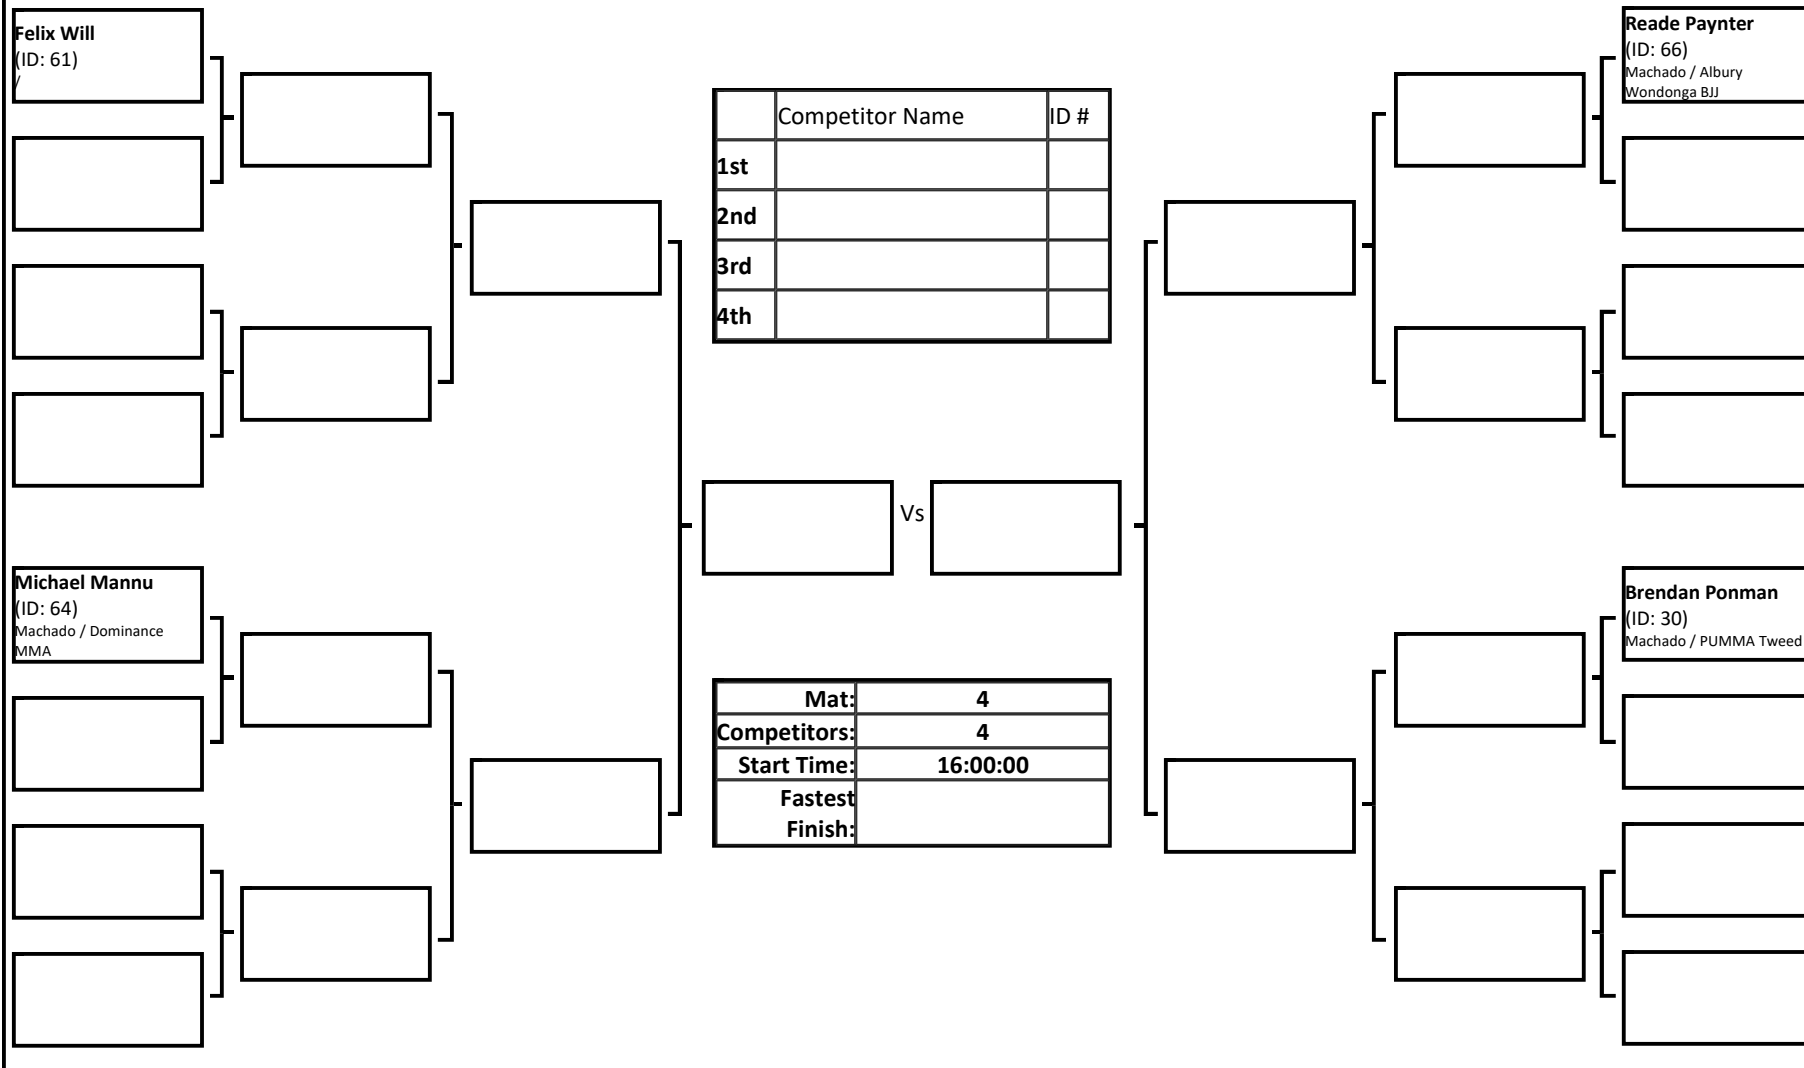 Felix Will
(ID: 61)
/
Michael Mannu
(ID: 64)
Machado / Dominance
MMA
Competitor Name ID #
1st
2nd
3rd
4th
Vs
Mat: 4
Competitors: 4
Start Time: 16:00:00
Fastest
Finish:
Reade Paynter
(ID: 66)
Machado / Albury
Wondonga BJJ
Brendan Ponman
(ID: 30)
Machado / PUMMA Tweed